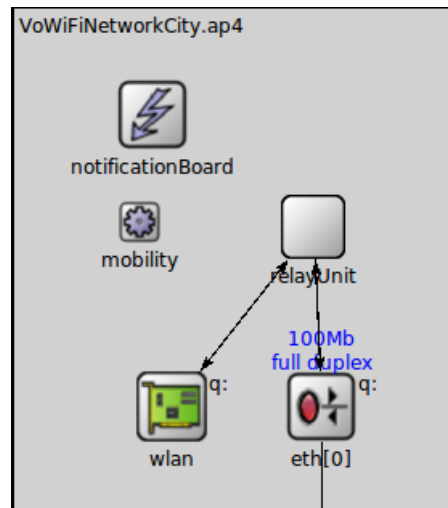 VoWiFiNetworkCity.ap4
notificationBoard
mobility
relayUnit
100Mb
full duplex
q:
q:
wlan
eth[0]